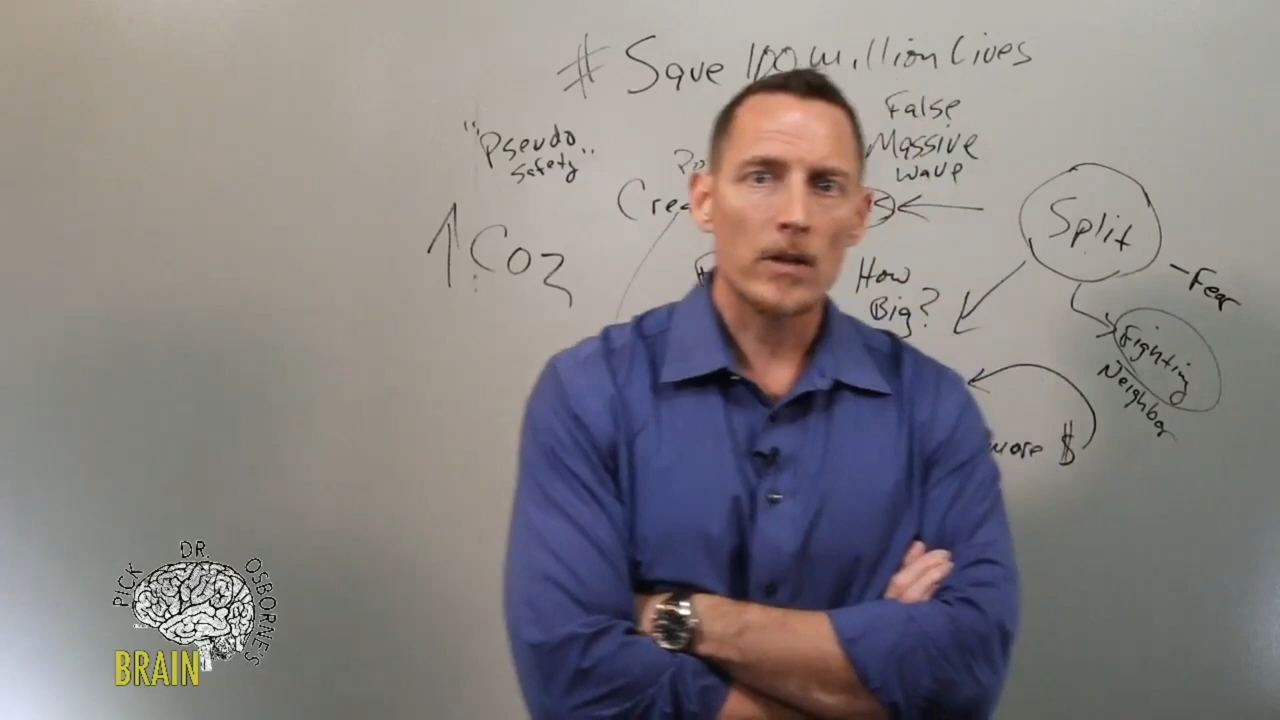 # Save 100 million Lives
"Pseudo
Safety"
↑ CO2
Crea
False
Massive
wave
How
Big?
Split
-Fear
Fighting
Neighbor
more $
PICK DR. OSBORNE'S
BRAIN